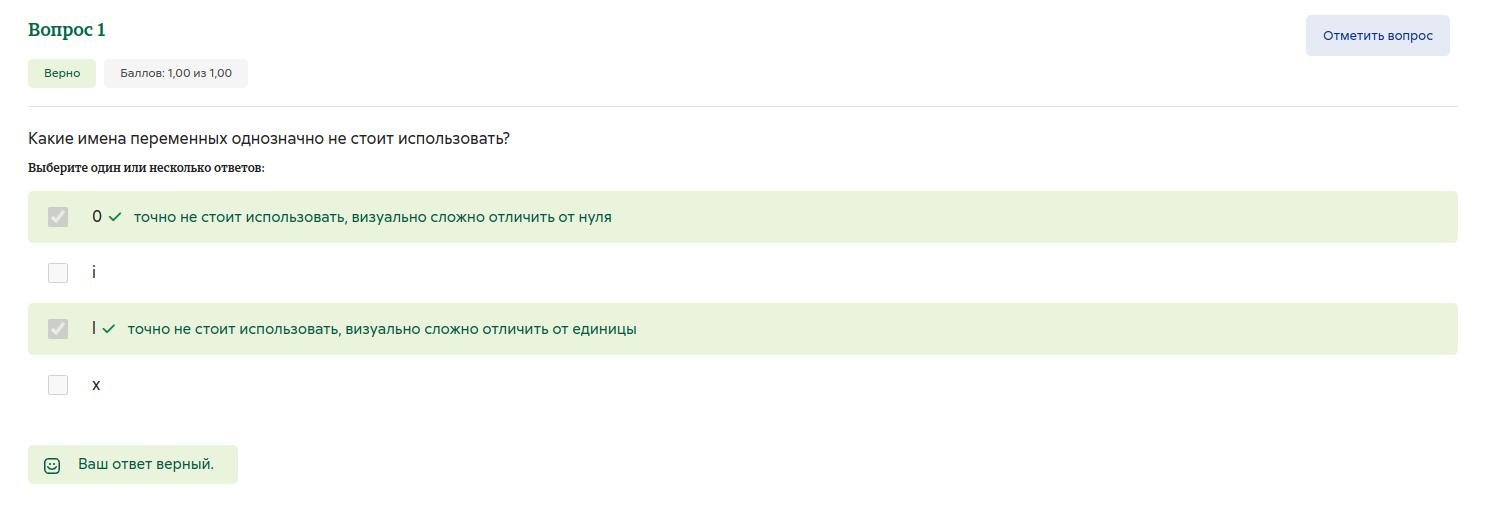 Вопрос 1
Отметить вопрос
Верно
Баллов: 1,00 из 1,00
Какие имена переменных однозначно не стоит использовать?
Выберите один или несколько ответов:
O точно не стоит использовать, визуально сложно отличить от нуля
i
l точно не стоит использовать, визуально сложно отличить от единицы
x
Ваш ответ верный.